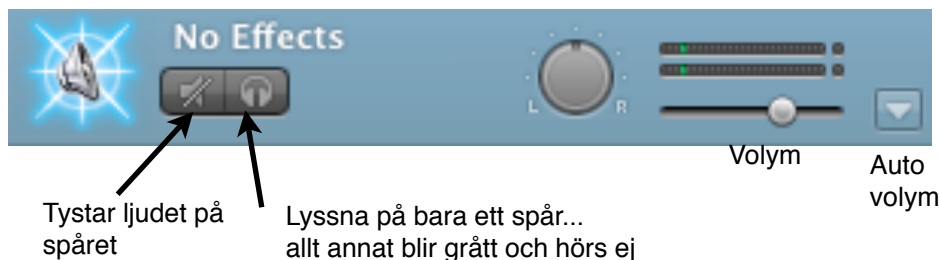 No Effects
L R
Volym
Auto
volym
Tystar ljudet på
spåret
Lyssna på bara ett spår...
allt annat blir grått och hörs ej